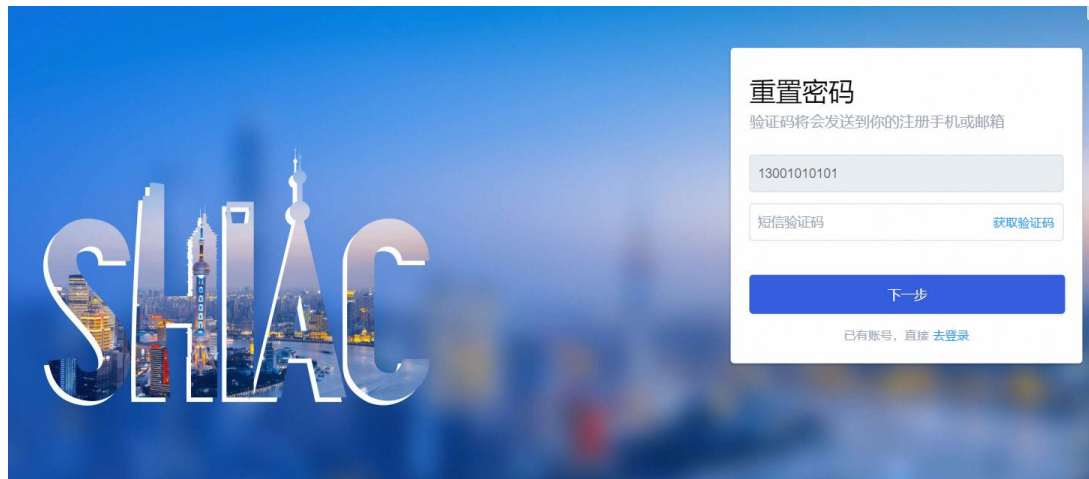 SHAC
重置密码
验证码将会发送到你的注册手机或邮箱
13001010101
短信验证码 获取验证码
下一步
已有账号，直接 去登录